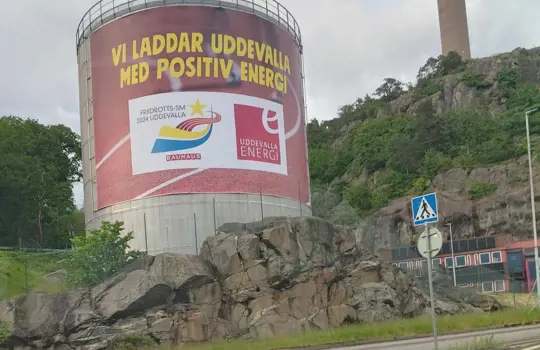 VI LADDAR UDDEVALLA
MED POSITIV ENERGI
FRIIDROTTS-SM
2024 UDDEVALLA
BAUHAUS
UDDEVALLA
ENERGI